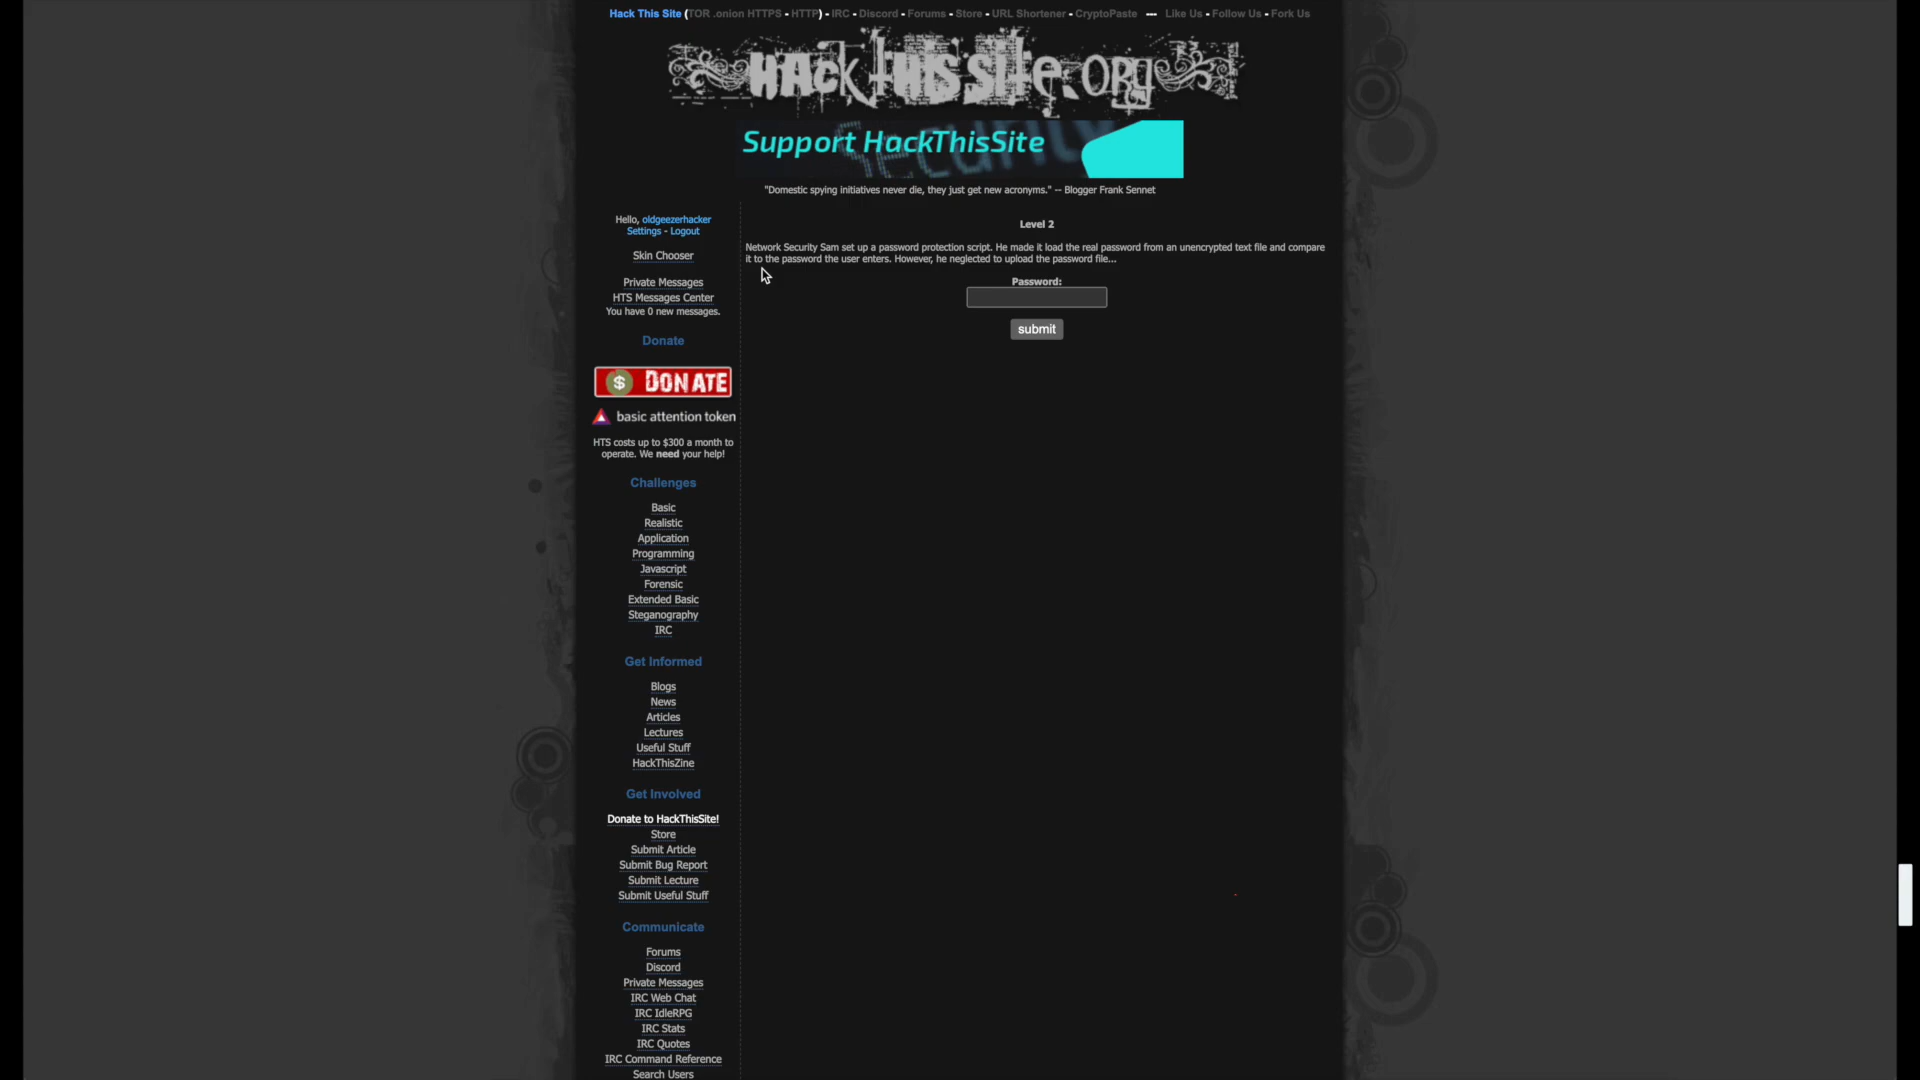 Hack This Site (TOR .onion HTTPS - HTTP) - IRC - Discord - Forums - Store - URL Shortener - CryptoPaste --- Like Us - Follow Us - Fork Us
HAck THIS SIte.ORg
Support HackThisSite
"Domestic spying initiatives never die, they just get new acronyms." -- Blogger Frank Sennet
Hello, oldgeezerhacker
Settings - Logout
Skin Chooser
Private Messages
HTS Messages Center
You have 0 new messages.
Donate
$ DONATE
basic attention token
HTS costs up to $300 a month to
operate. We need your help!
Challenges
Basic
Realistic
Application
Programming
Javascript
Forensic
Extended Basic
Steganography
IRC
Get Informed
Blogs
News
Articles
Lectures
Useful Stuff
HackThisZine
Get Involved
Donate to HackThisSite!
Store
Submit Article
Submit Bug Report
Submit Lecture
Submit Useful Stuff
Communicate
Forums
Discord
Private Messages
IRC Web Chat
IRC IdleRPG
IRC Stats
IRC Quotes
IRC Command Reference
Search Users
Level 2
Network Security Sam set up a password protection script. He made it load the real password from an unencrypted text file and compare
it to the password the user enters. However, he neglected to upload the password file...
Password:
submit